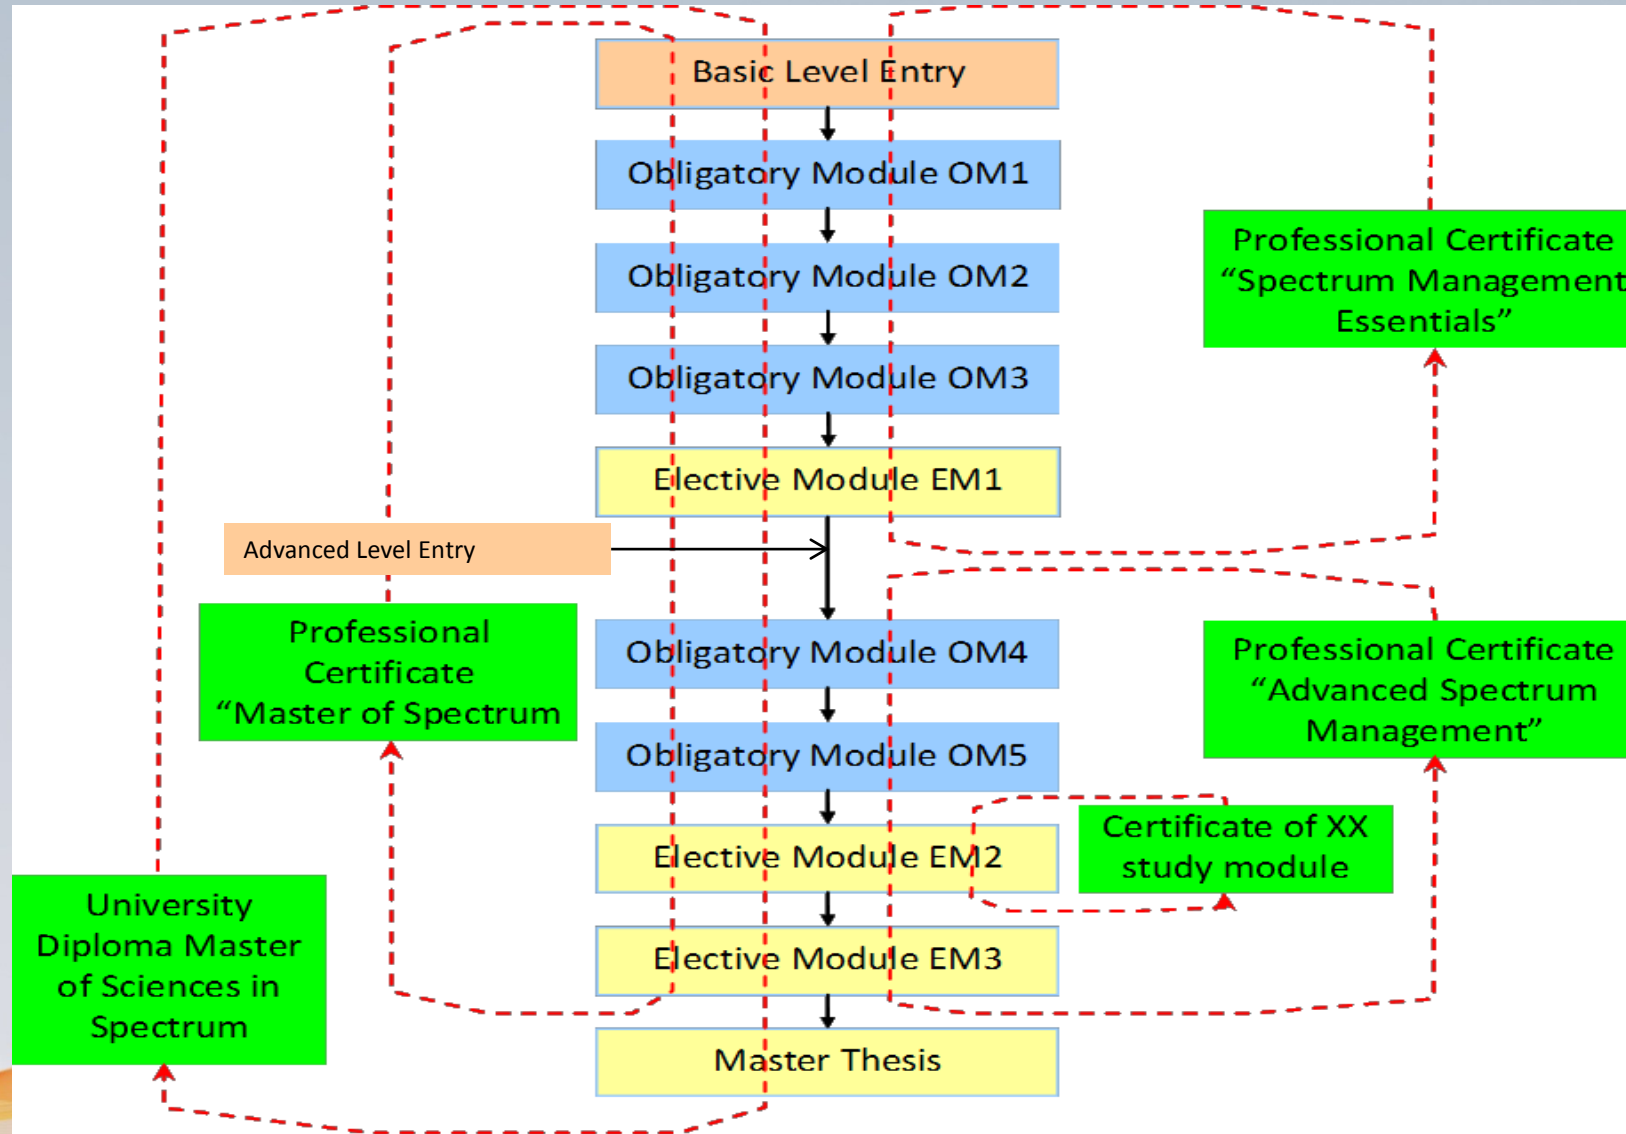 Basic Level Entry
Obligatory Module OM1
Obligatory Module OM2
Obligatory Module OM3
Elective Module EM1
Professional Certificate
“Spectrum Management
Essentials”
Advanced Level Entry
Professional
Certificate
“Master of Spectrum
Obligatory Module OM4
Obligatory Module OM5
Elective Module EM2
Elective Module EM3
Master Thesis
Professional Certificate
“Advanced Spectrum
Management”
Certificate of XX
study module
University
Diploma Master
of Sciences in
Spectrum